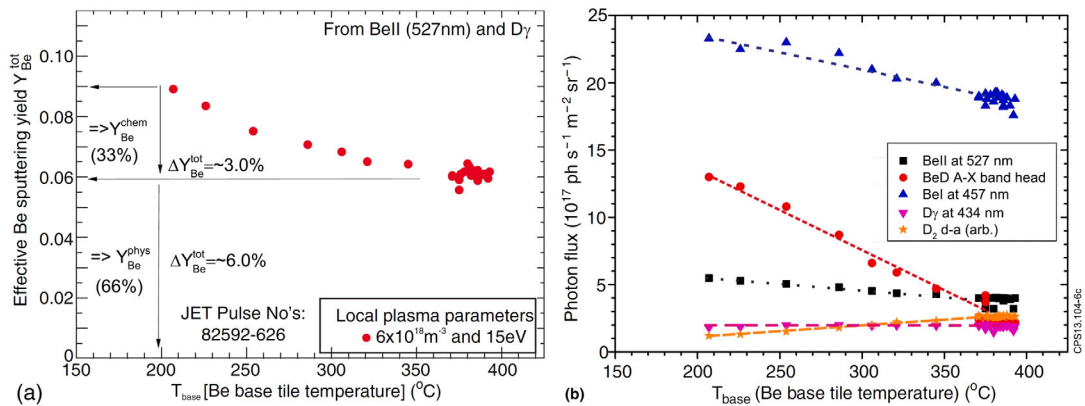 From BeII (527nm) and Dγ
Effective Be sputtering yield Y_Be^tot
0.10
0.08
0.06
0.04
0.02
0
=>Y_Be^chem
(33%)
ΔY_Be^tot=~3.0%
=> Y_Be^phys
(66%)
ΔY_Be^tot=~6.0%
JET Pulse No's:
82592-626
Local plasma parameters
6x10^18 m^-3 and 15eV
150 200 250 300 350 400
(a)
T_base [Be base tile temperature] (°C)
Photon flux (10^17 ph s^-1 m^-2 sr^-1)
25
20
15
10
5
0
BeII at 527 nm
BeD A-X band head
BeI at 457 nm
Dγ at 434 nm
D_2 d-a (arb.)
150 200 250 300 350 400
(b)
T_base (Be base tile temperature) (°C)
CPS13.104-6c